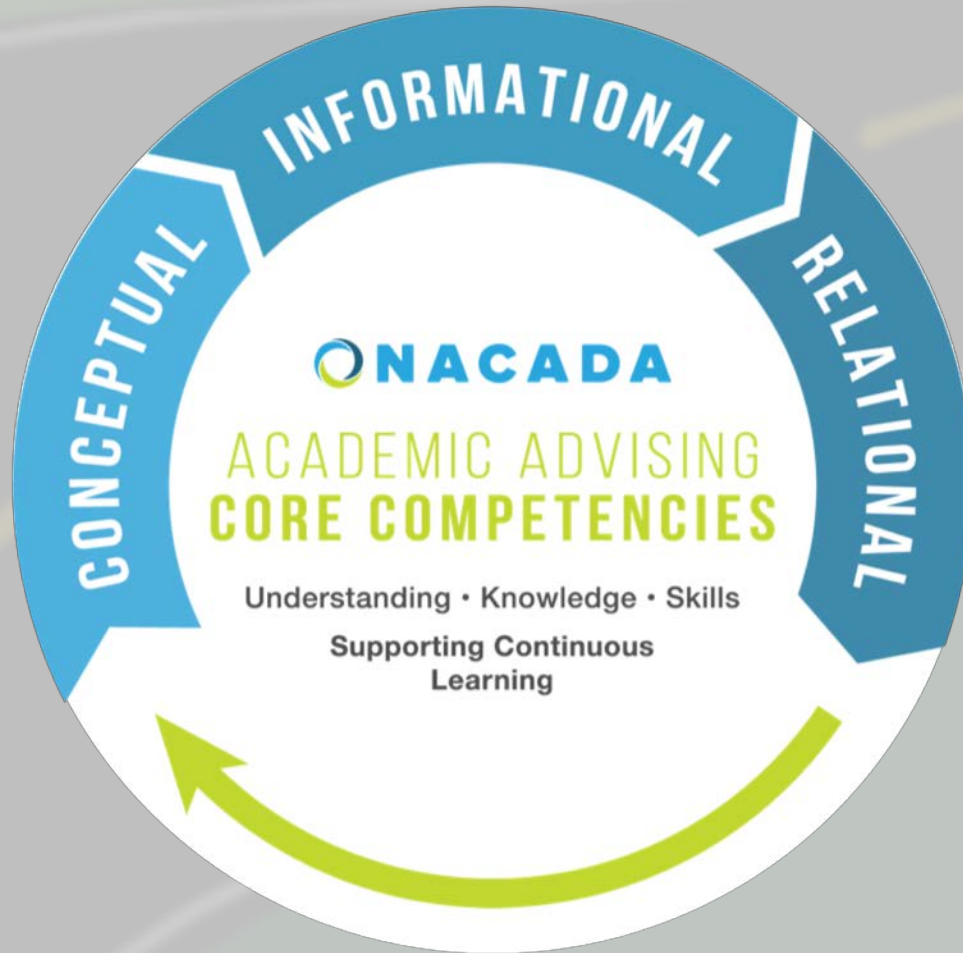 CONCEPTUAL
INFORMATIONAL
RELATIONAL
NACADA
ACADEMIC ADVISING
CORE COMPETENCIES
Understanding · Knowledge · Skills
Supporting Continuous
Learning